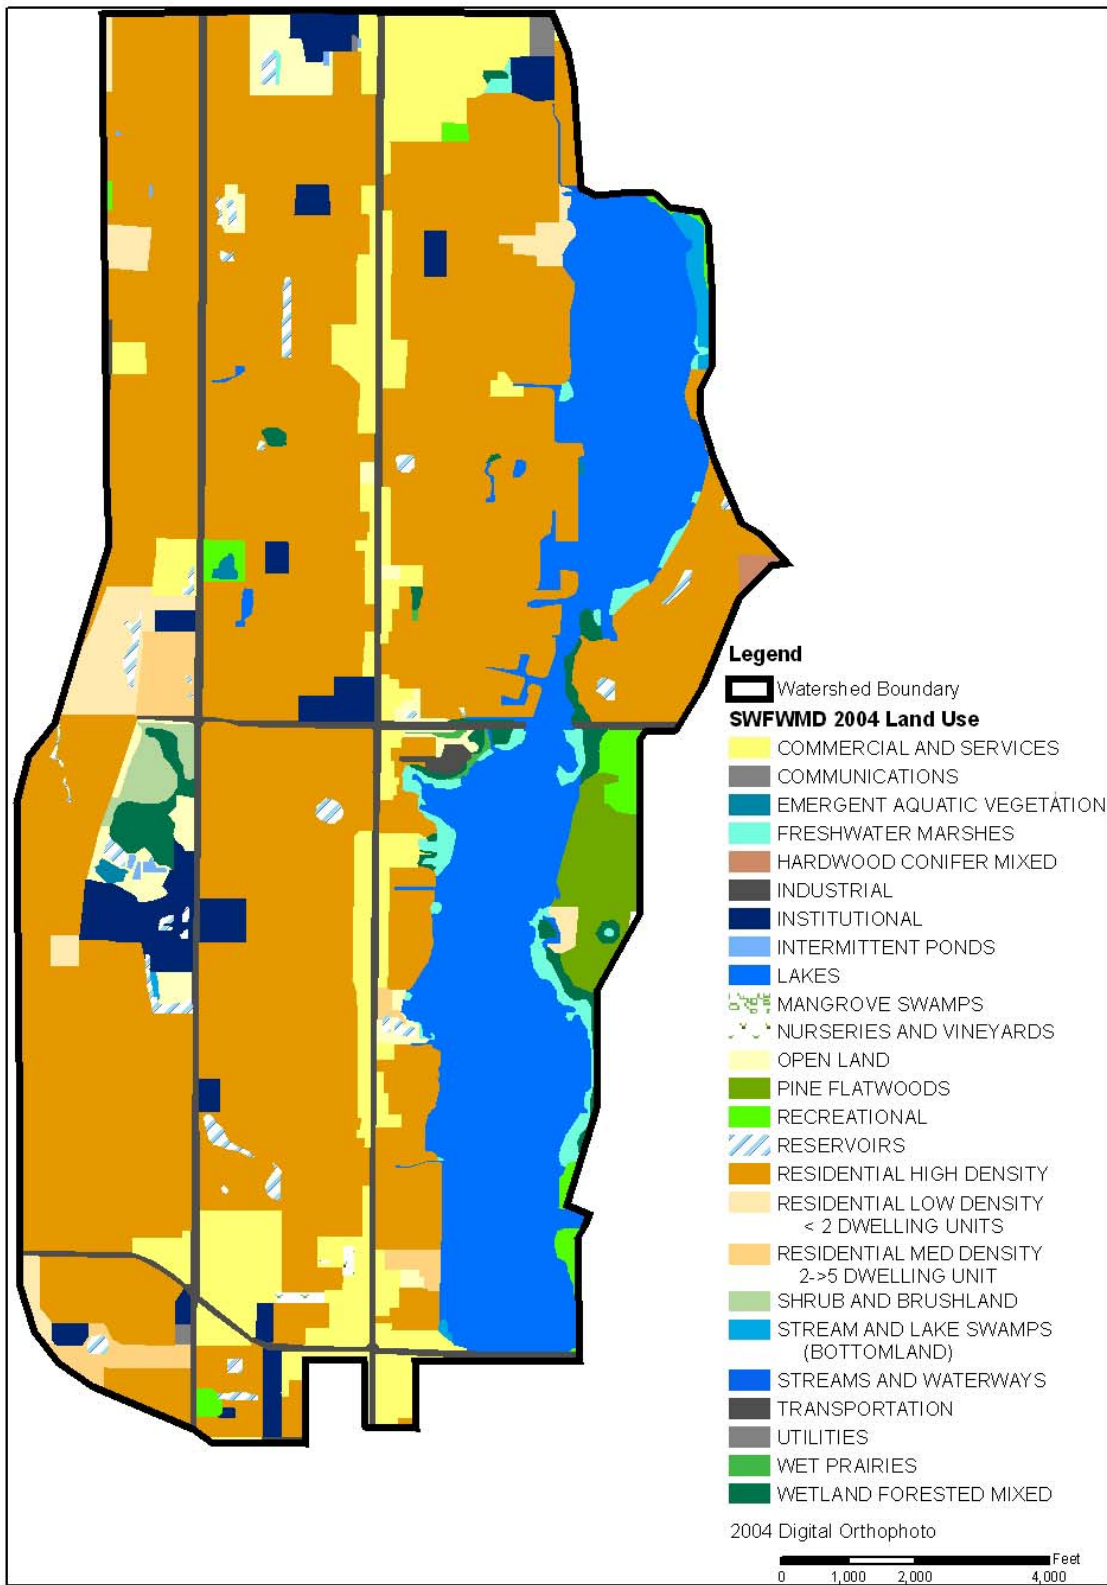 Legend
Watershed Boundary
SWFWMD 2004 Land Use
COMMERCIAL AND SERVICES
COMMUNICATIONS
EMERGENT AQUATIC VEGETATION
FRESHWATER MARSHES
HARDWOOD CONIFER MIXED
INDUSTRIAL
INSTITUTIONAL
INTERMITTENT PONDS
LAKES
MANGROVE SWAMPS
NURSERIES AND VINEYARDS
OPEN LAND
PINE FLATWOODS
RECREATIONAL
RESERVOIRS
RESIDENTIAL HIGH DENSITY
RESIDENTIAL LOW DENSITY
< 2 DWELLING UNITS
RESIDENTIAL MED DENSITY
2->5 DWELLING UNIT
SHRUB AND BRUSHLAND
STREAM AND LAKE SWAMPS
(BOTTOMLAND)
STREAMS AND WATERWAYS
TRANSPORTATION
UTILITIES
WET PRAIRIES
WETLAND FORESTED MIXED
2004 Digital Orthophoto
Feet
0 1,000 2,000 4,000